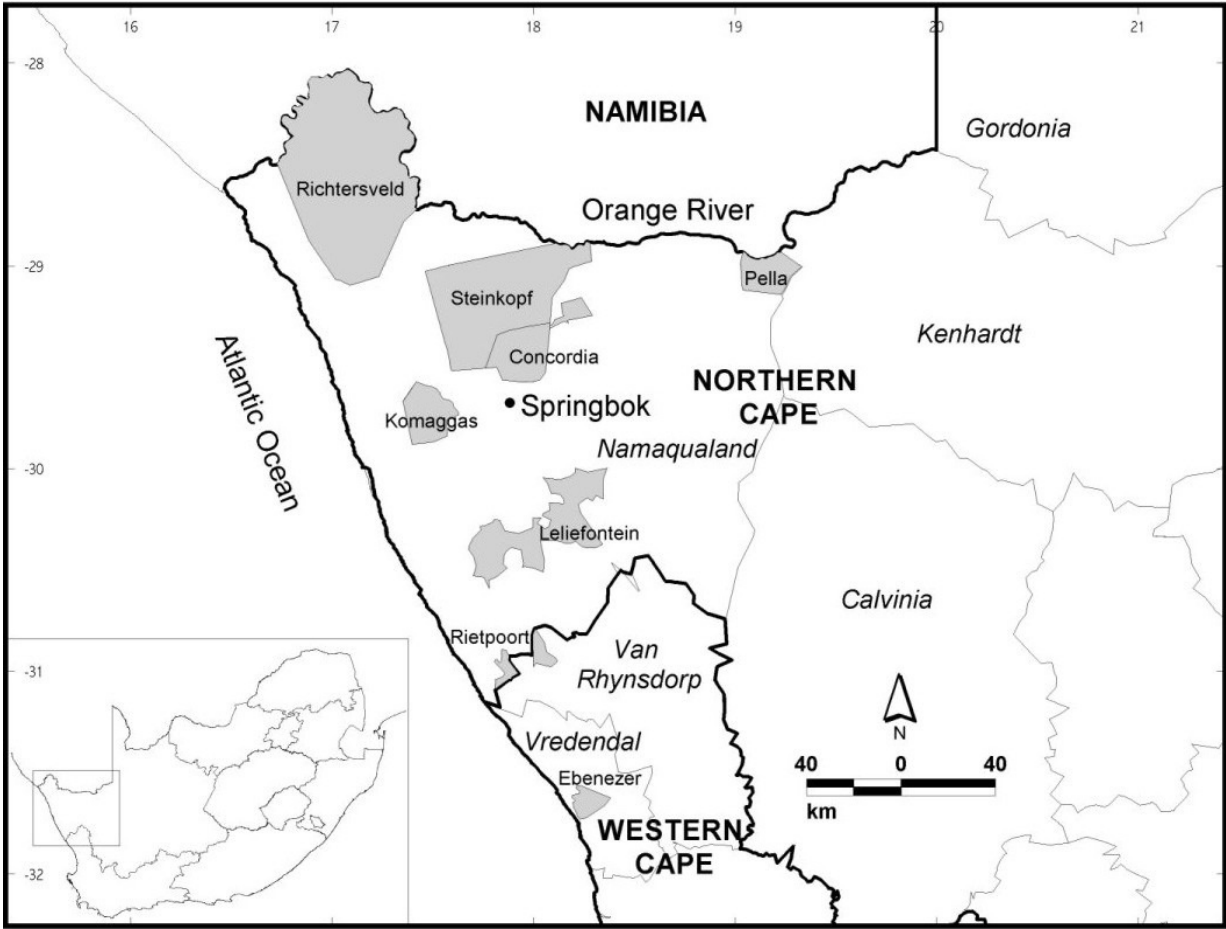 16 17 18 19 20 21
-28
NAMIBIA
Gordonia
Richtersveld
Orange River
-29
Pella
Steinkopf
Kenhardt
Concordia
Atlantic Ocean
NORTHERN
CAPE
Springbok
Komaggas
Namaqualand
-30
Leliefontein
Calvinia
Rietpoort
Van
Rhynsdorp
-31
N
Vredendal
40 0 40
km
Ebenezer
WESTERN
CAPE
-32